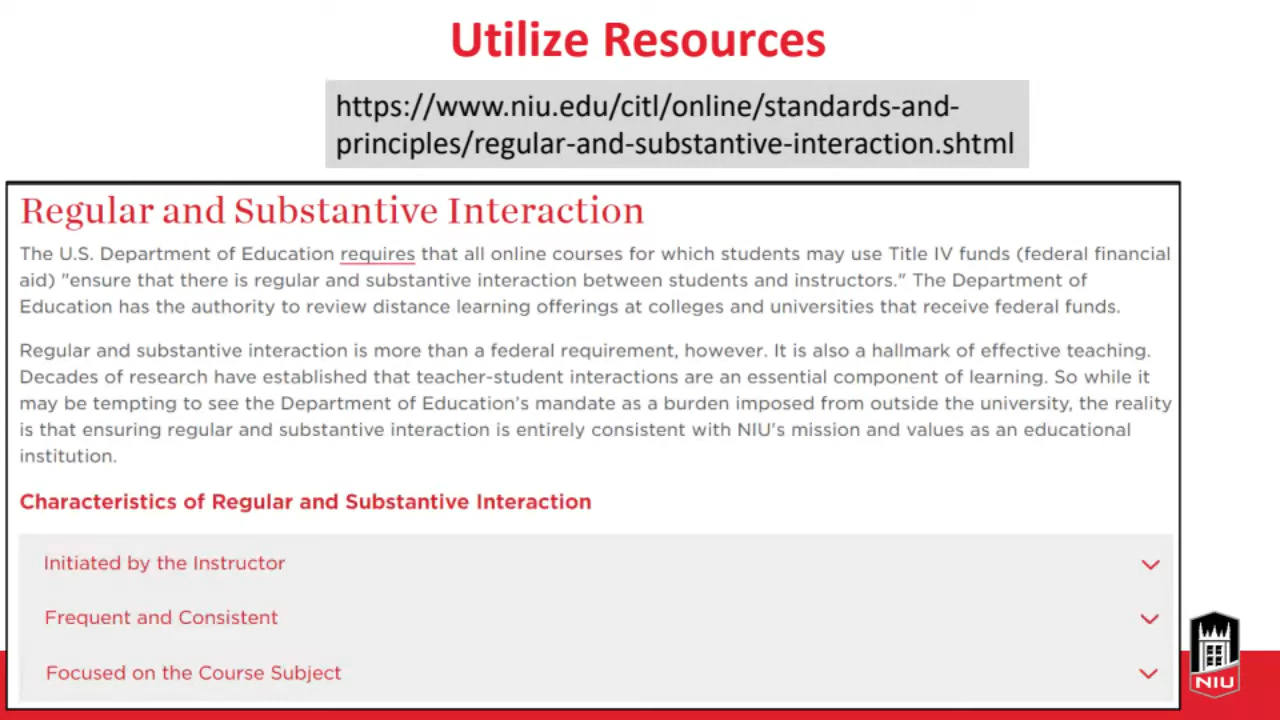 Utilize Resources
https://www.niu.edu/citl/online/standards-and-
principles/regular-and-substantive-interaction.shtml
Regular and Substantive Interaction
The U.S. Department of Education requires that all online courses for which students may use Title IV funds (federal financial
aid) "ensure that there is regular and substantive interaction between students and instructors." The Department of
Education has the authority to review distance learning offerings at colleges and universities that receive federal funds.
Regular and substantive interaction is more than a federal requirement, however. It is also a hallmark of effective teaching.
Decades of research have established that teacher-student interactions are an essential component of learning. So while it
may be tempting to see the Department of Education's mandate as a burden imposed from outside the university, the reality
is that ensuring regular and substantive interaction is entirely consistent with NIU's mission and values as an educational
institution.
Characteristics of Regular and Substantive Interaction
Initiated by the Instructor
Frequent and Consistent
Focused on the Course Subject
NIU